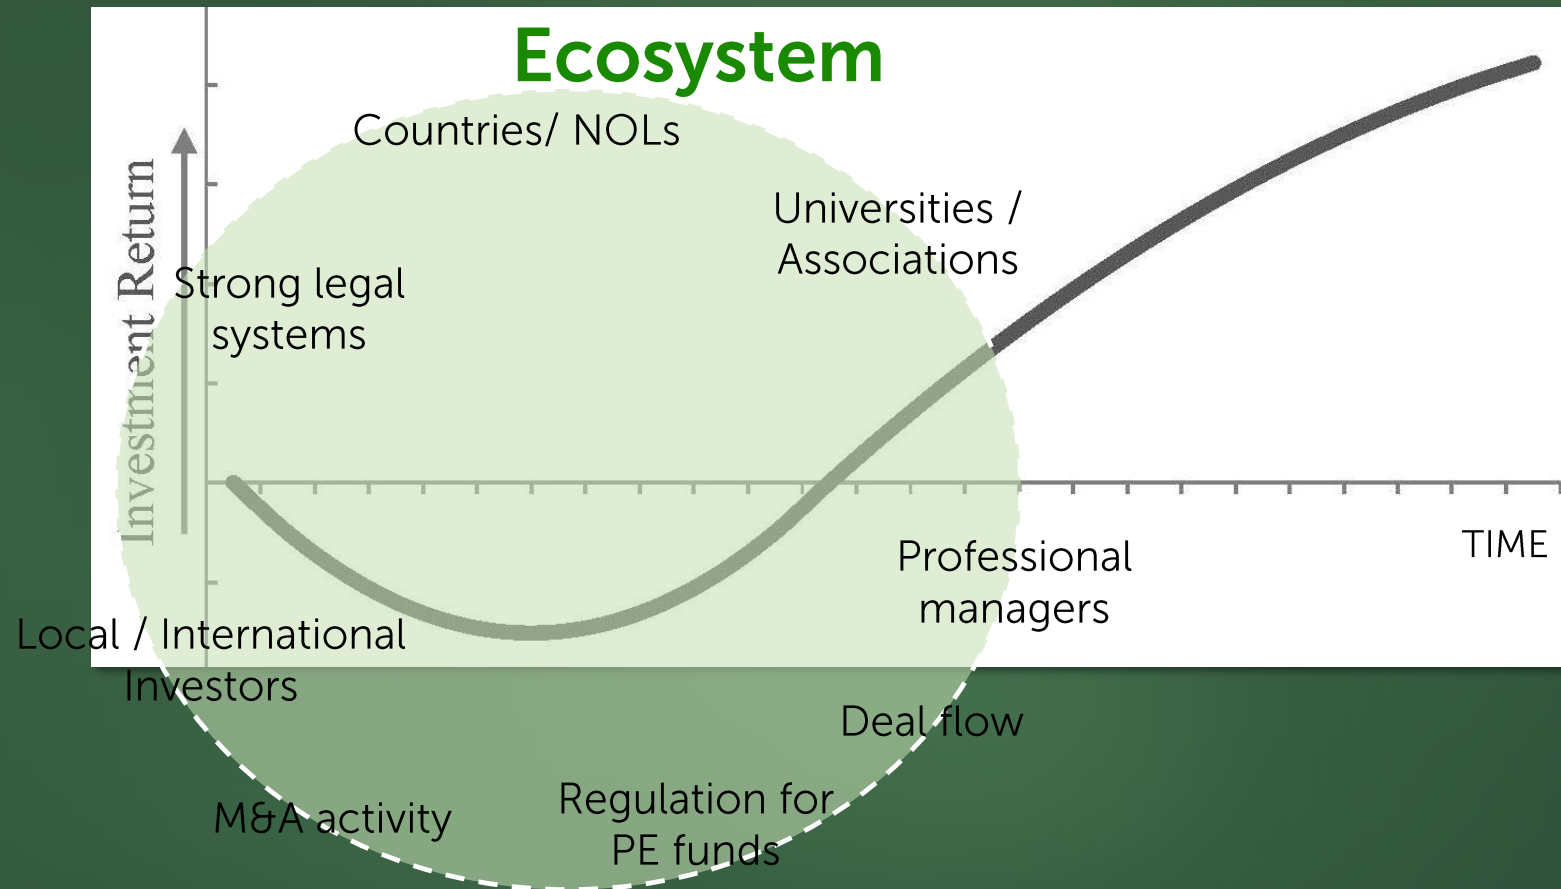 Ecosystem
Countries/ NOLs
Universities /
Associations
Investment Return
Strong legal
systems
TIME
Professional
managers
Local / International
Investors
Deal flow
M&A activity
Regulation for
PE funds